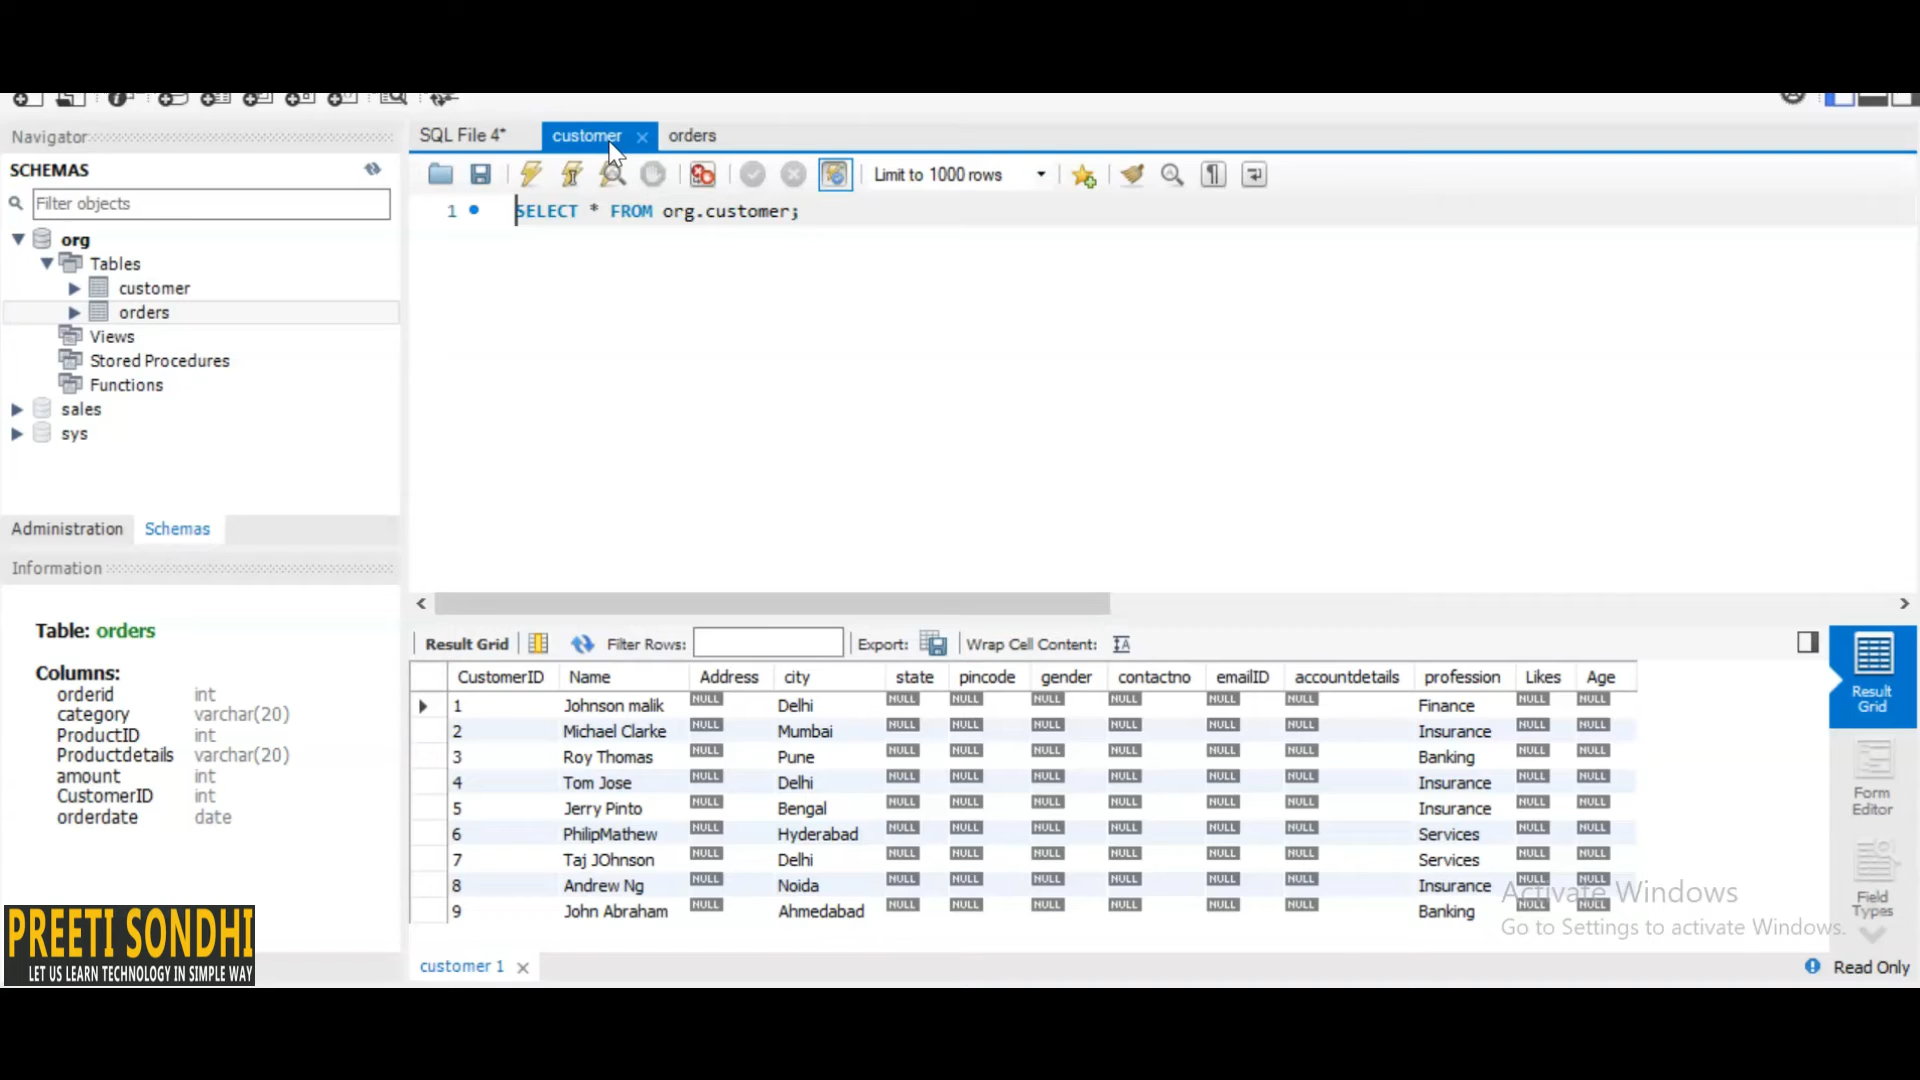 Navigator
SQL File 4* customer orders
SCHEMAS
Limit to 1000 rows
Filter objects
1 SELECT * FROM org.customer;
org
Tables
customer
orders
Views
Stored Procedures
Functions
sales
sys
Administration Schemas
Information
Table: orders
Columns:
orderid int
category varchar(20)
ProductID int
Productdetails varchar(20)
amount int
CustomerID int
orderdate date
Result Grid Filter Rows: Export: Wrap Cell Content:
CustomerID Name Address city state pincode gender contactno emailID accountdetails profession Likes Age
1 Johnson malik NULL Delhi NULL NULL NULL NULL NULL NULL Finance NULL NULL
2 Michael Clarke NULL Mumbai NULL NULL NULL NULL NULL NULL Insurance NULL NULL
3 Roy Thomas NULL Pune NULL NULL NULL NULL NULL NULL Banking NULL NULL
4 Tom Jose NULL Delhi NULL NULL NULL NULL NULL NULL Insurance NULL NULL
5 Jerry Pinto NULL Bengal NULL NULL NULL NULL NULL NULL Insurance NULL NULL
6 PhilipMathew NULL Hyderabad NULL NULL NULL NULL NULL NULL Services NULL NULL
7 Taj JOhnson NULL Delhi NULL NULL NULL NULL NULL NULL Services NULL NULL
8 Andrew Ng NULL Noida NULL NULL NULL NULL NULL NULL Insurance NULL NULL
9 John Abraham NULL Ahmedabad NULL NULL NULL NULL NULL NULL Banking NULL NULL
Result
Grid
Form
Editor
Field
Types
Activate Windows
Go to Settings to activate Windows.
customer 1
Read Only
PREETI SONDHI
LET US LEARN TECHNOLOGY IN SIMPLE WAY